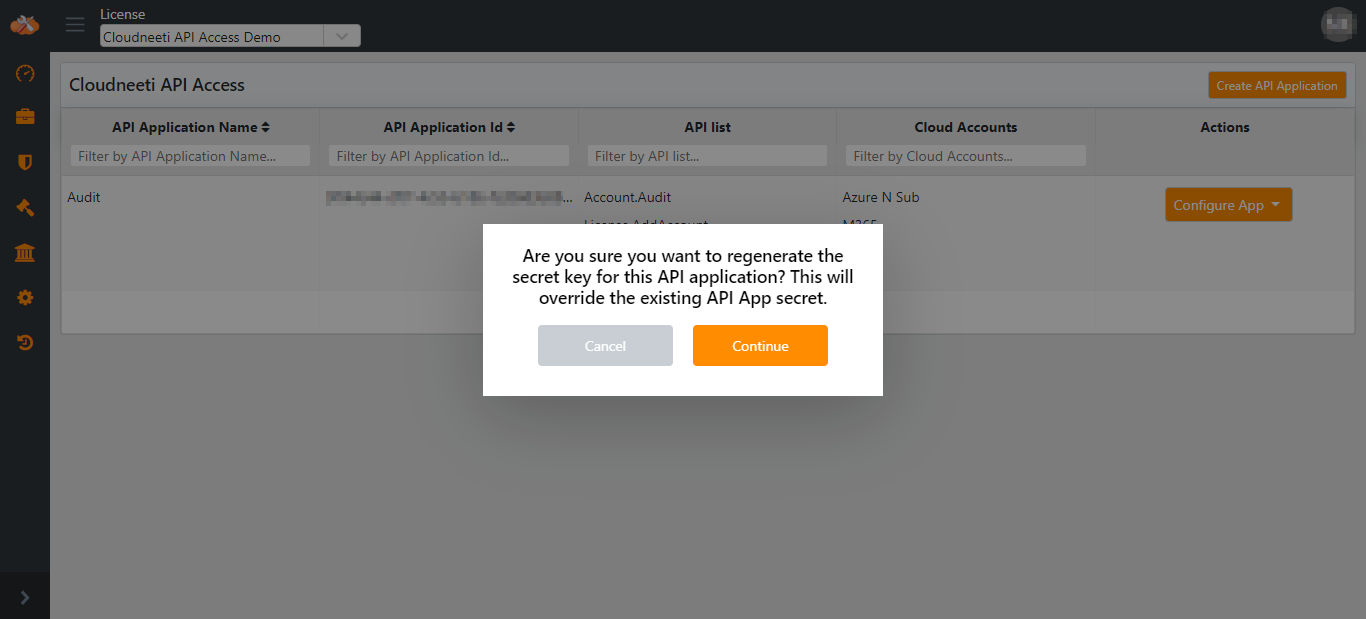 License
Cloudneeti API Access Demo
Cloudneeti API Access
Create API Application
API Application Name API Application Id API list Cloud Accounts Actions
Filter by API Application Name... Filter by API Application Id... Filter by API list... Filter by Cloud Accounts...
Audit ... Account.Audit Azure N Sub Configure App
License.AddAccount M365
Are you sure you want to regenerate the
secret key for this API application? This will
override the existing API App secret.
Cancel Continue